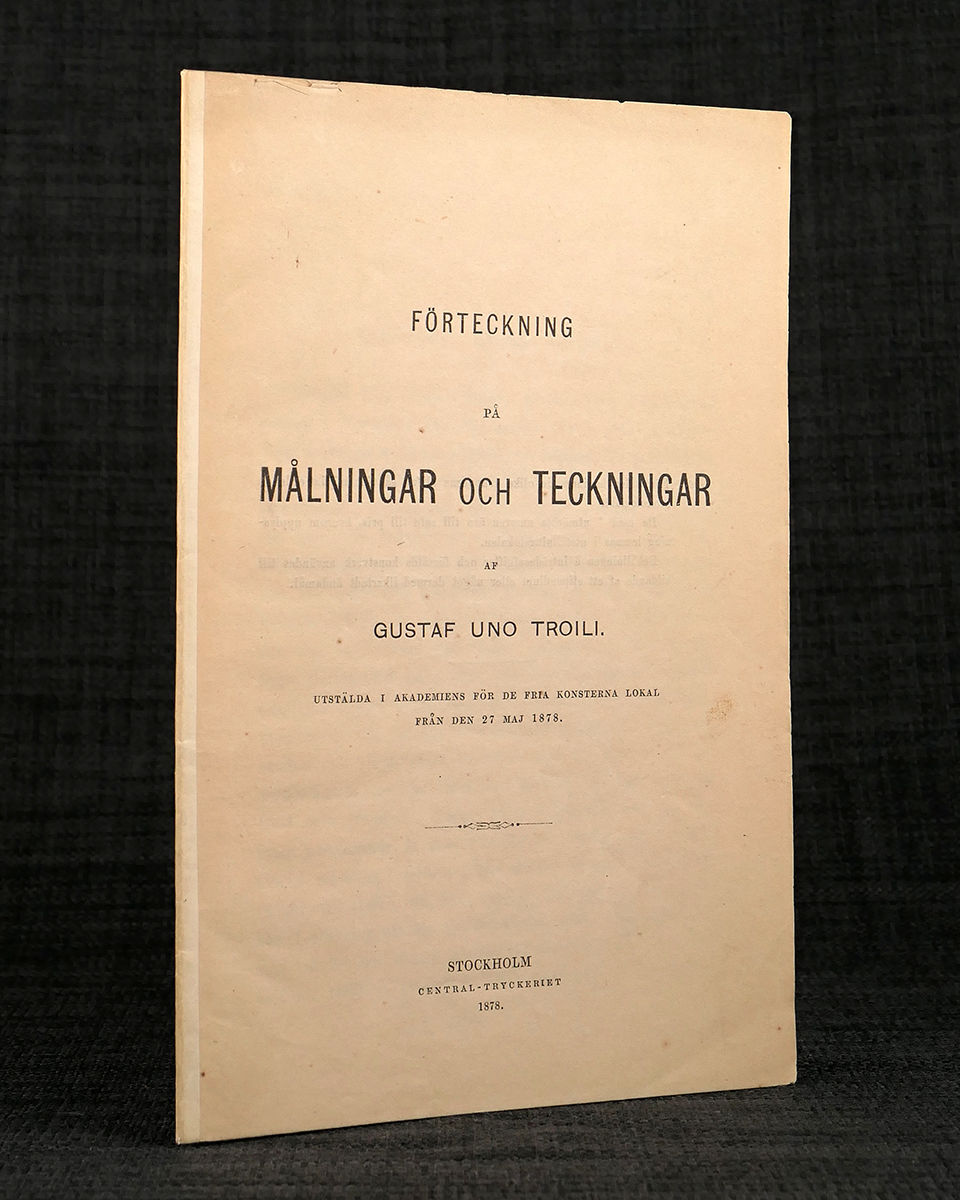 FÖRTECKNING
PÅ
MÅLNINGAR OCH TECKNINGAR
AF
GUSTAF UNO TROILI.
UTSTÄLDA I AKADEMIENS FÖR DE FRIA KONSTERNA LOKAL
FRÅN DEN 27 MAJ 1878.
STOCKHOLM
CENTRAL-TRYCKERIET
1878.